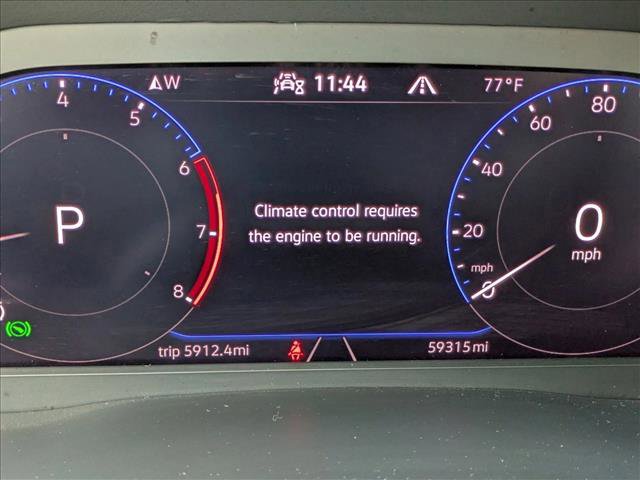 W 11:44 77°F
4 5 6 7 8
P
Climate control requires
the engine to be running.
80
60
40
20
mph
0
0
mph
trip 5912.4mi 59315mi